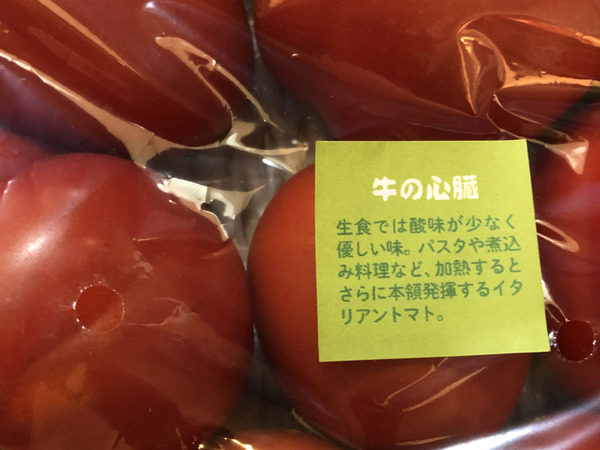 牛の心臓
生食では酸味が少なく
優しい味。パスタや煮込
み料理など、加熱すると
さらに本領発揮するイタ
リアントマト。